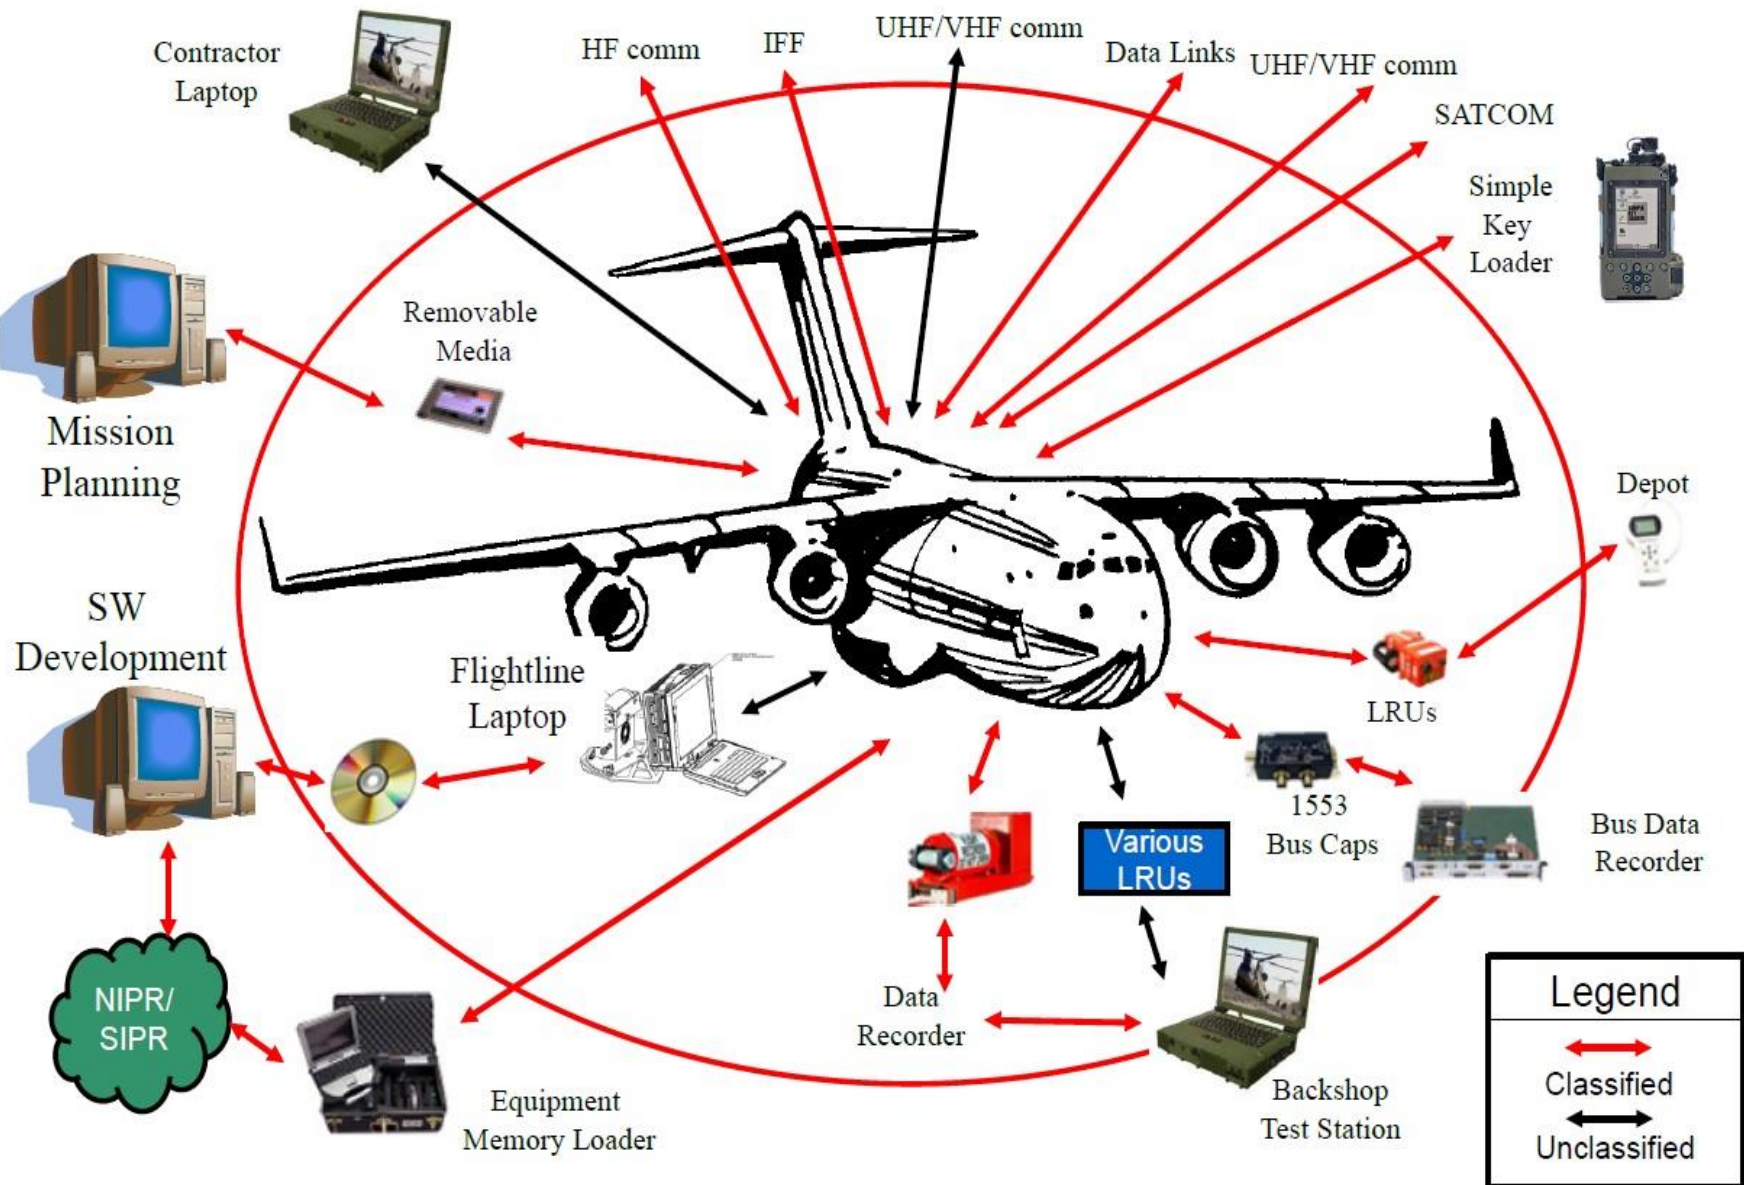 Contractor
Laptop
HF comm
IFF
UHF/VHF comm
Data Links
UHF/VHF comm
SATCOM
Simple
Key
Loader
Removable
Media
Mission
Planning
Depot
SW
Development
Flightline
Laptop
LRUs
1553
Bus Caps
Bus Data
Recorder
Various
LRUs
NIPR/
SIPR
Data
Recorder
Equipment
Memory Loader
Backshop
Test Station
Legend
Classified
Unclassified